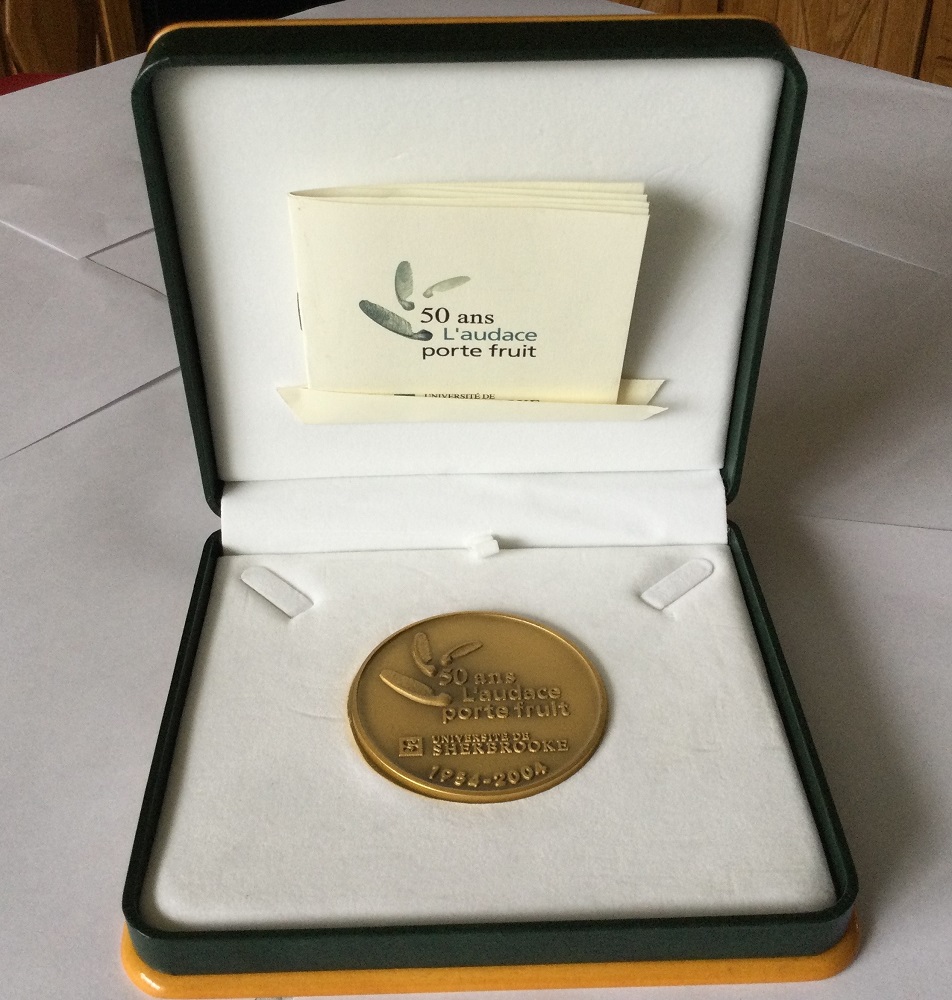 50 ans
L'audace
porte fruit
UNIVERSITÉ DE
50 ans
L'audace
porte fruit
UNIVERSITÉ DE
SHERBROOKE
1954-2004